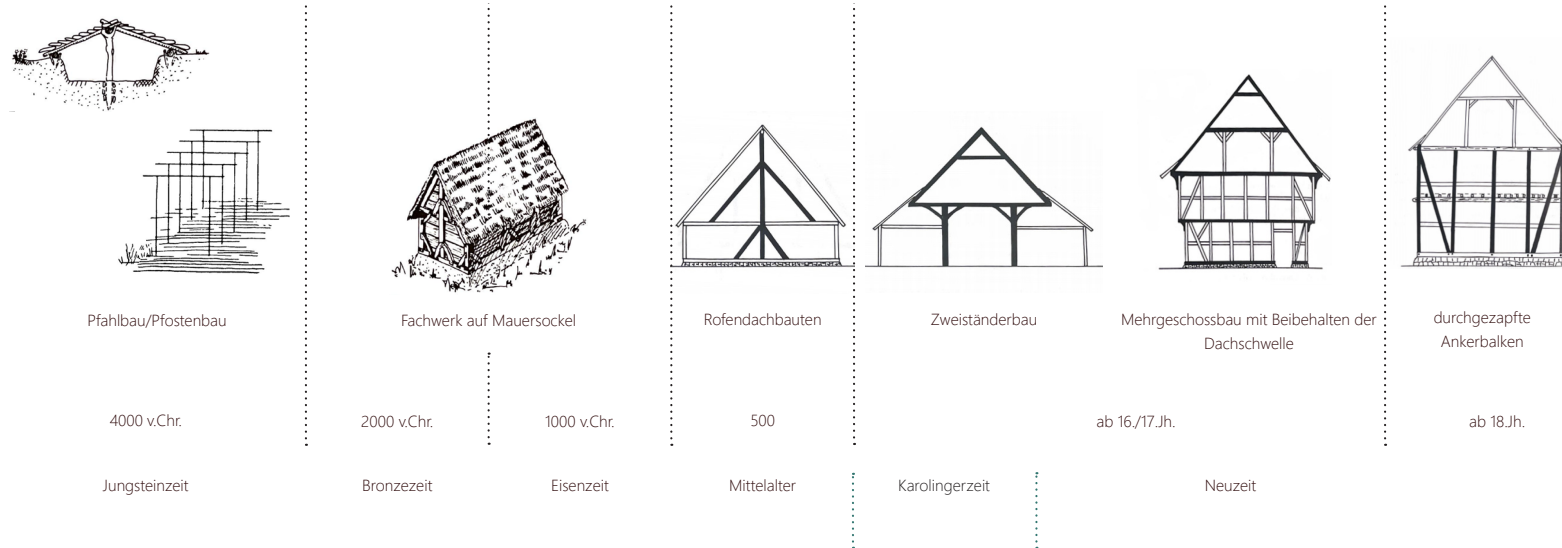 Pfahlbau/Pfostenbau
Fachwerk auf Mauersockel
Rofendachbauten
Zweiständerbau
Mehrgeschossbau mit Beibehalten der
Dachschwelle
durchgezapfte
Ankerbalken
4000 v.Chr.
2000 v.Chr.
1000 v.Chr.
500
ab 16./17.Jh.
ab 18.Jh.
Jungsteinzeit
Bronzezeit
Eisenzeit
Mittelalter
Karolingerzeit
Neuzeit